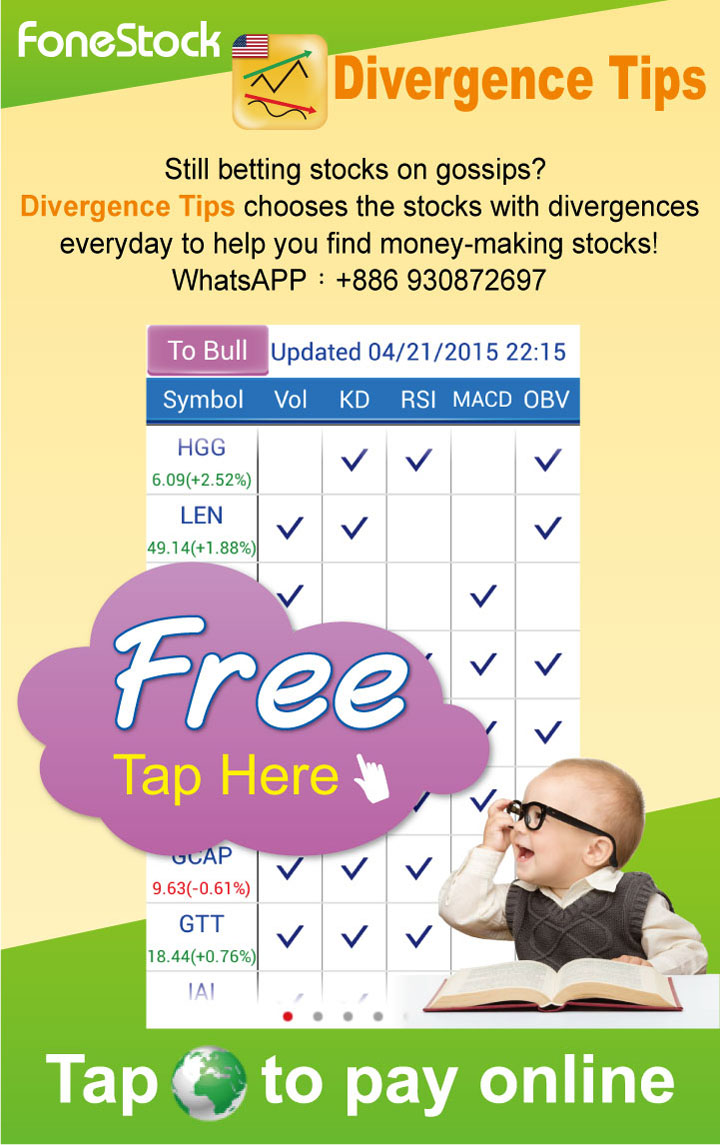 FoneStock
Divergence Tips
Still betting stocks on gossips?
Divergence Tips chooses the stocks with divergences
everyday to help you find money-making stocks!
WhatsAPP：+886 930872697
To Bull Updated 04/21/2015 22:15
Symbol Vol KD RSI MACD OBV
HGG
6.09(+2.52%)
LEN
49.14(+1.88%)
Free
Tap Here
GCAP
9.63(-0.61%)
GTT
18.44(+0.76%)
IAI
Tap to pay online